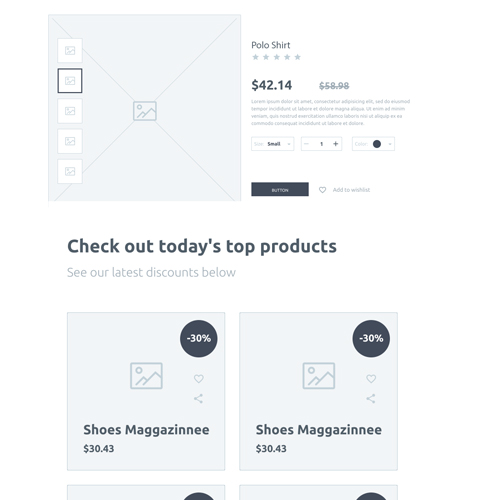 Polo Shirt
$42.14 $58.98
Lorem ipsum dolor sit amet, consectetur adipiscing elit, sed do eiusmod
tempor incididunt ut labore et dolore magna aliqua. Ut enim ad minim
veniam, quis nostrud exercitation ullamco laboris nisi ut aliquip ex ea
commodo consequat ut labore et dolore.
Size: Small 1 Color:
BUTTON Add to wishlist
Check out today's top products
See our latest discounts below
-30% -30%
Shoes Maggazinnee Shoes Maggazinnee
$30.43 $30.43